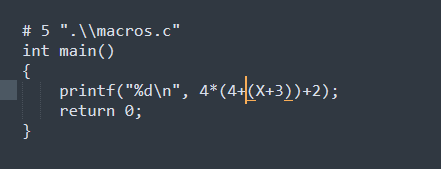 # 5 ".\\macros.c"
int main()
{
    printf("%d\n", 4*(4+(X+3))+2);
    return 0;
}